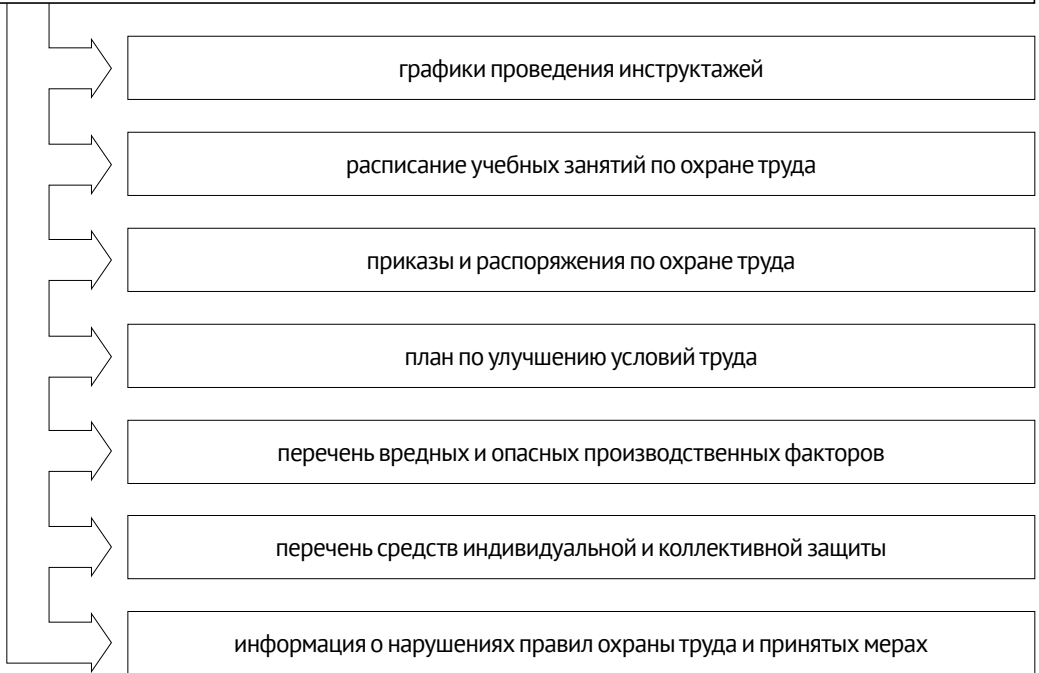 графики проведения инструктажей
расписание учебных занятий по охране труда
приказы и распоряжения по охране труда
план по улучшению условий труда
перечень вредных и опасных производственных факторов
перечень средств индивидуальной и коллективной защиты
информация о нарушениях правил охраны труда и принятых мерах